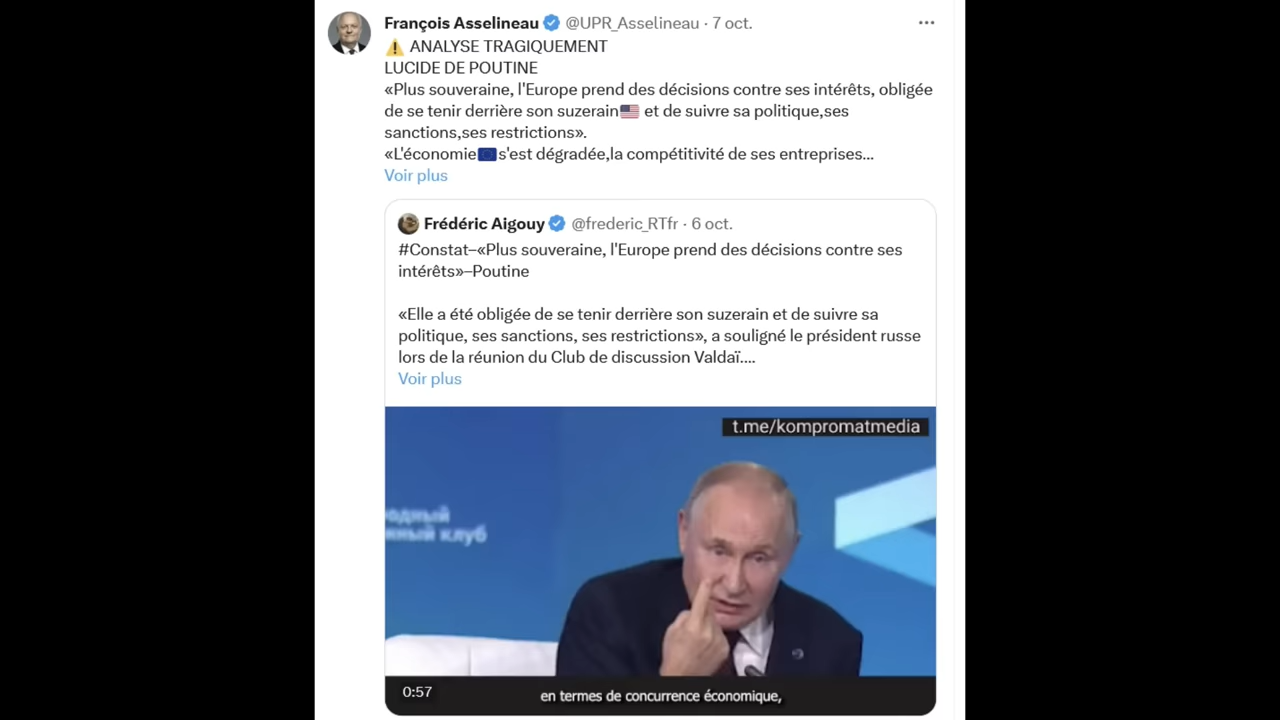 François Asselineau @UPR_Asselineau · 7 oct.
⚠️ ANALYSE TRAGIQUEMENT
LUCIDE DE POUTINE
«Plus souveraine, l'Europe prend des décisions contre ses intérêts, obligée
de se tenir derrière son suzerain🇺🇸 et de suivre sa politique,ses
sanctions,ses restrictions».
«L'économie🇪🇺s'est dégradée,la compétitivité de ses entreprises...
Voir plus
Frédéric Aigouy @frederic_RTfr · 6 oct.
#Constat–«Plus souveraine, l'Europe prend des décisions contre ses
intérêts»–Poutine
«Elle a été obligée de se tenir derrière son suzerain et de suivre sa
politique, ses sanctions, ses restrictions», a souligné le président russe
lors de la réunion du Club de discussion Valdaï....
Voir plus
t.me/kompromatmedia
одный
ный клуб
0:57
en termes de concurrence économique,